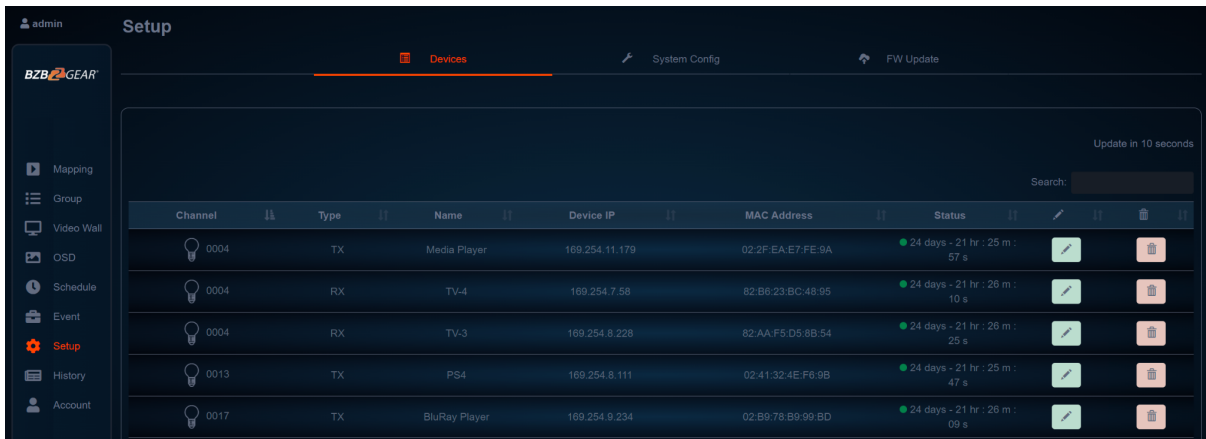 admin
Setup
BZBGEAR
Devices
System Config
FW Update
Update in 10 seconds
Search:
Mapping
Group
Video Wall
OSD
Schedule
Event
Setup
History
Account
Channel Type Name Device IP MAC Address Status
0004 TX Media Player 169.254.11.179 02:2F:EA:E7:FE:9A 24 days - 21 hr : 25 m :
57 s
0004 RX TV-4 169.254.7.58 82:B6:23:BC:48:95 24 days - 21 hr : 26 m :
10 s
0004 RX TV-3 169.254.8.228 82:AA:F5:D5:8B:54 24 days - 21 hr : 26 m :
25 s
0013 TX PS4 169.254.8.111 02:41:32:4E:F6:9B 24 days - 21 hr : 25 m :
47 s
0017 TX BluRay Player 169.254.9.234 02:B9:78:B9:99:BD 24 days - 21 hr : 26 m :
09 s